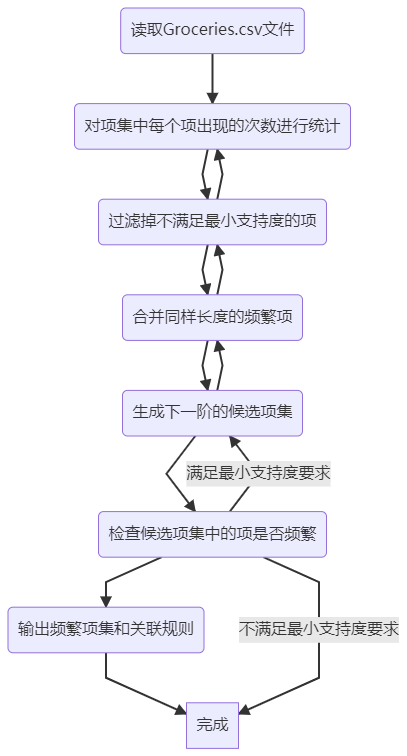 读取Groceries.csv文件
对项集中每个项出现的次数进行统计
过滤掉不满足最小支持度的项
合并同样长度的频繁项
生成下一阶的候选项集
满足最小支持度要求
检查候选项集中的项是否频繁
输出频繁项集和关联规则
不满足最小支持度要求
完成